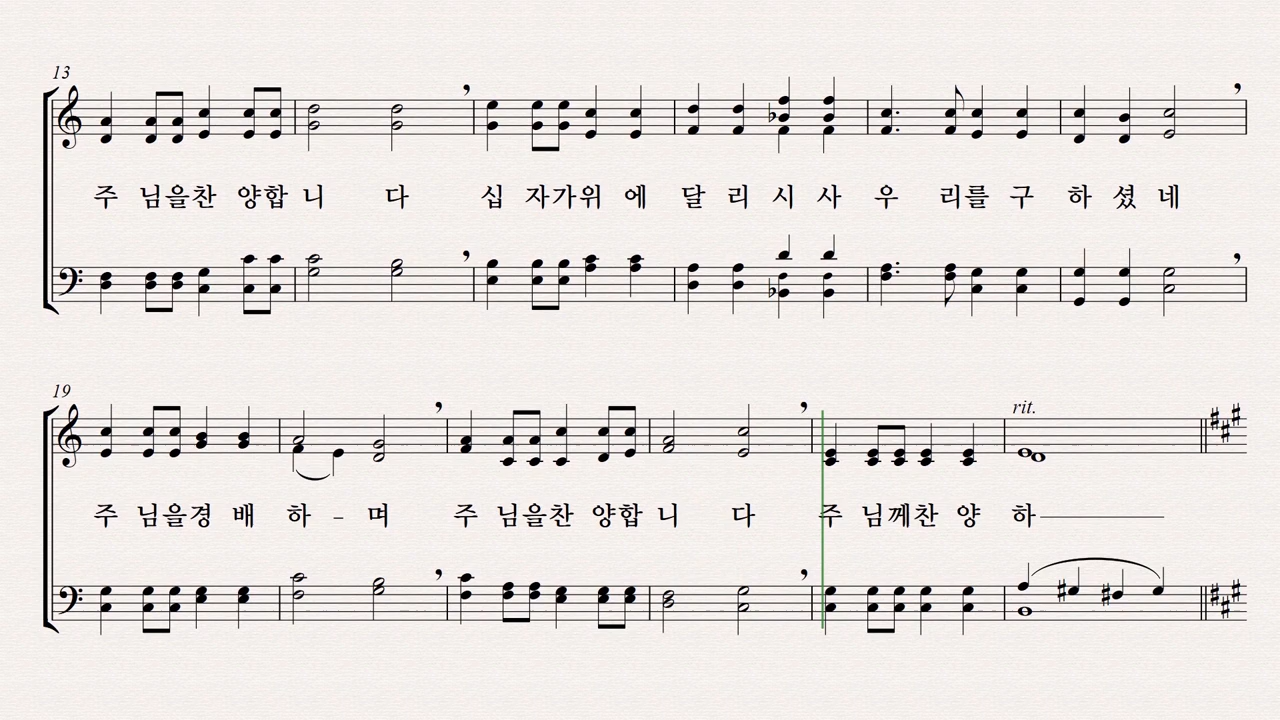 13
주 님을찬 양합 니 다 십 자가위 에 달 리 시 사 우 리를 구 하 셨 네
19
rit.
주 님을경 배 하 – 며 주 님을찬 양합 니 다 주 님께찬 양 하